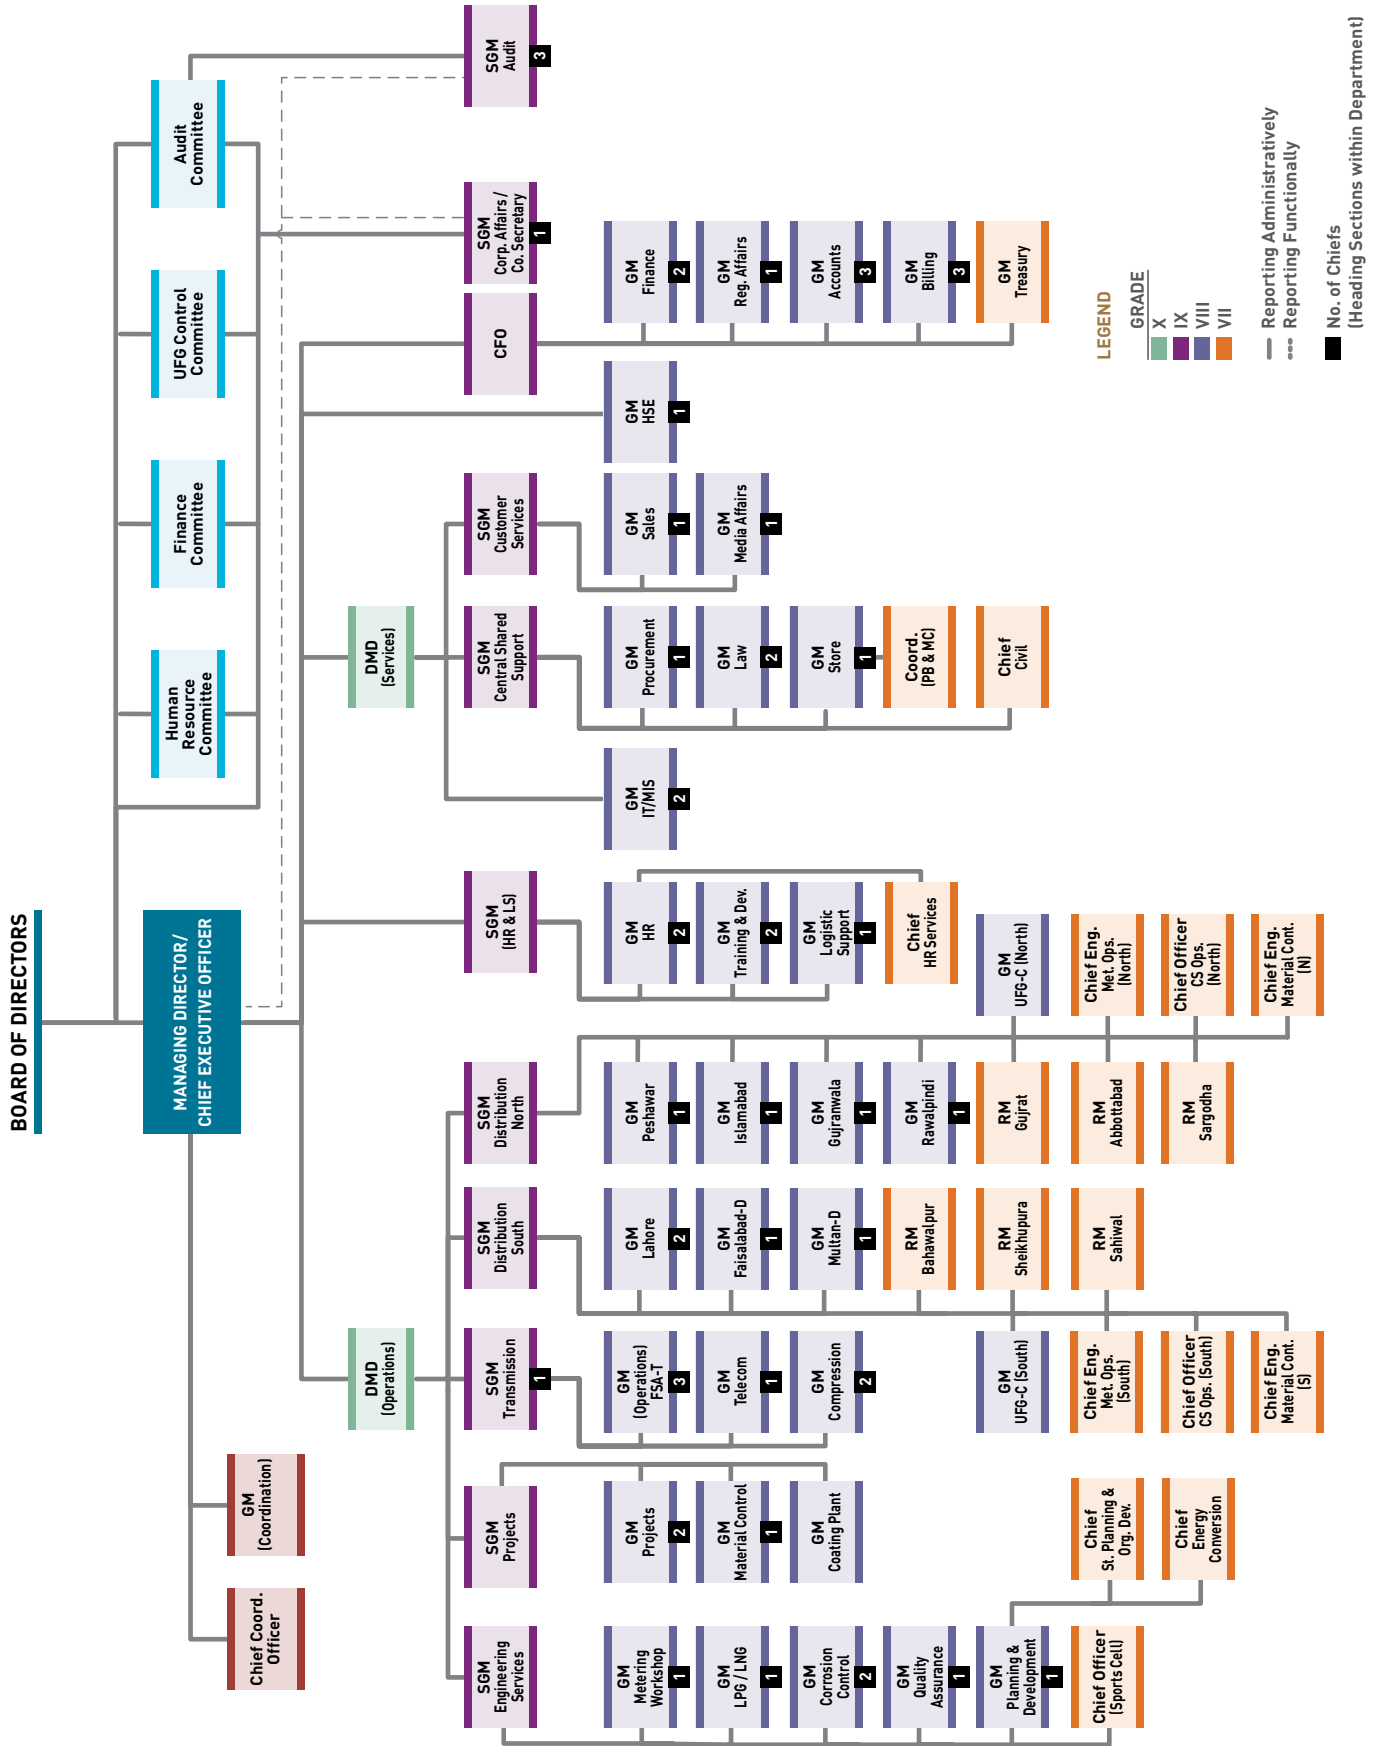 BOARD OF DIRECTORS
MANAGING DIRECTOR/
CHIEF EXECUTIVE OFFICER
Human
Resource
Committee
Finance
Committee
UFG Control
Committee
Audit
Committee
Chief Coord.
Officer
GM
(Coordination)
DMD
(Operations)
DMD
(Services)
SGM
Engineering
Services
SGM
Projects
SGM
Transmission
1
SGM
Distribution
South
SGM
Distribution
North
SGM
(HR & LS)
SGM
Central Shared
Support
SGM
Customer
Services
CFO
SGM
Corp. Affairs /
Co. Secretary
1
SGM
Audit
3
GM
Metering
Workshop
1
GM
LPG / LNG
1
GM
Corrosion
Control
2
GM
Quality
Assurance
1
GM
Planning &
Development
1
Chief Officer
(Sports Cell)
Chief
St. Planning &
Org. Dev.
Chief
Energy
Conversion
GM
Projects
2
GM
Material Control
1
GM
Coating Plant
GM
(Operations)
FSA-T
3
GM
Telecom
1
GM
Compression
2
GM
UFG-C (South)
Chief Eng.
Met. Ops.
(South)
Chief Officer
CS Ops. (South)
Chief Eng.
Material Cont.
(S)
GM
Lahore
2
GM
Faisalabad-D
1
GM
Multan-D
1
RM
Bahawalpur
RM
Sheikhupura
RM
Sahiwal
GM
Peshawar
1
GM
Islamabad
1
GM
Gujranwala
1
GM
Rawalpindi
1
RM
Gujrat
RM
Abbottabad
RM
Sargodha
GM
UFG-C (North)
Chief Eng.
Met. Ops.
(North)
Chief Officer
CS Ops.
(North)
Chief Eng.
Material Cont.
(N)
GM
HR
2
GM
Training & Dev.
2
GM
Logistic
Support
1
Chief
HR Services
GM
IT/MIS
2
GM
Procurement
1
GM
Law
2
GM
Store
1
Coord.
(PB & MC)
Chief
Civil
GM
Sales
1
GM
Media Affairs
1
GM
HSE
1
GM
Finance
2
GM
Reg. Affairs
1
GM
Accounts
3
GM
Billing
3
GM
Treasury
LEGEND
GRADE
X
IX
VIII
VII
Reporting Administratively
Reporting Functionally
No. of Chiefs
(Heading Sections within Department)